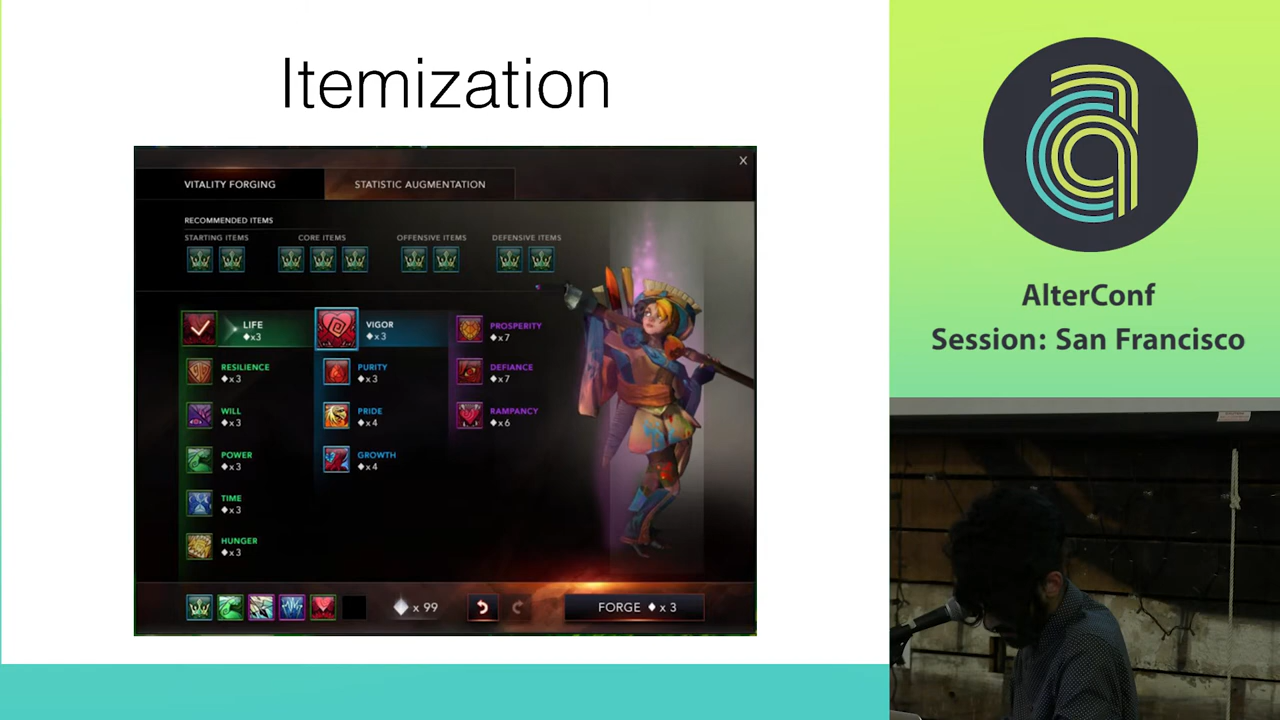 Itemization
X
VITALITY FORGING
STATISTIC AUGMENTATION
RECOMMENDED ITEMS
STARTING ITEMS
CORE ITEMS
OFFENSIVE ITEMS
DEFENSIVE ITEMS
LIFE
x3
VIGOR
x3
PROSPERITY
x7
RESILIENCE
x3
PURITY
x3
DEFIANCE
x7
WILL
x3
PRIDE
x4
RAMPANCY
x6
POWER
x3
GROWTH
x4
TIME
x3
HUNGER
x3
x 99
FORGE x 3
AlterConf
Session: San Francisco